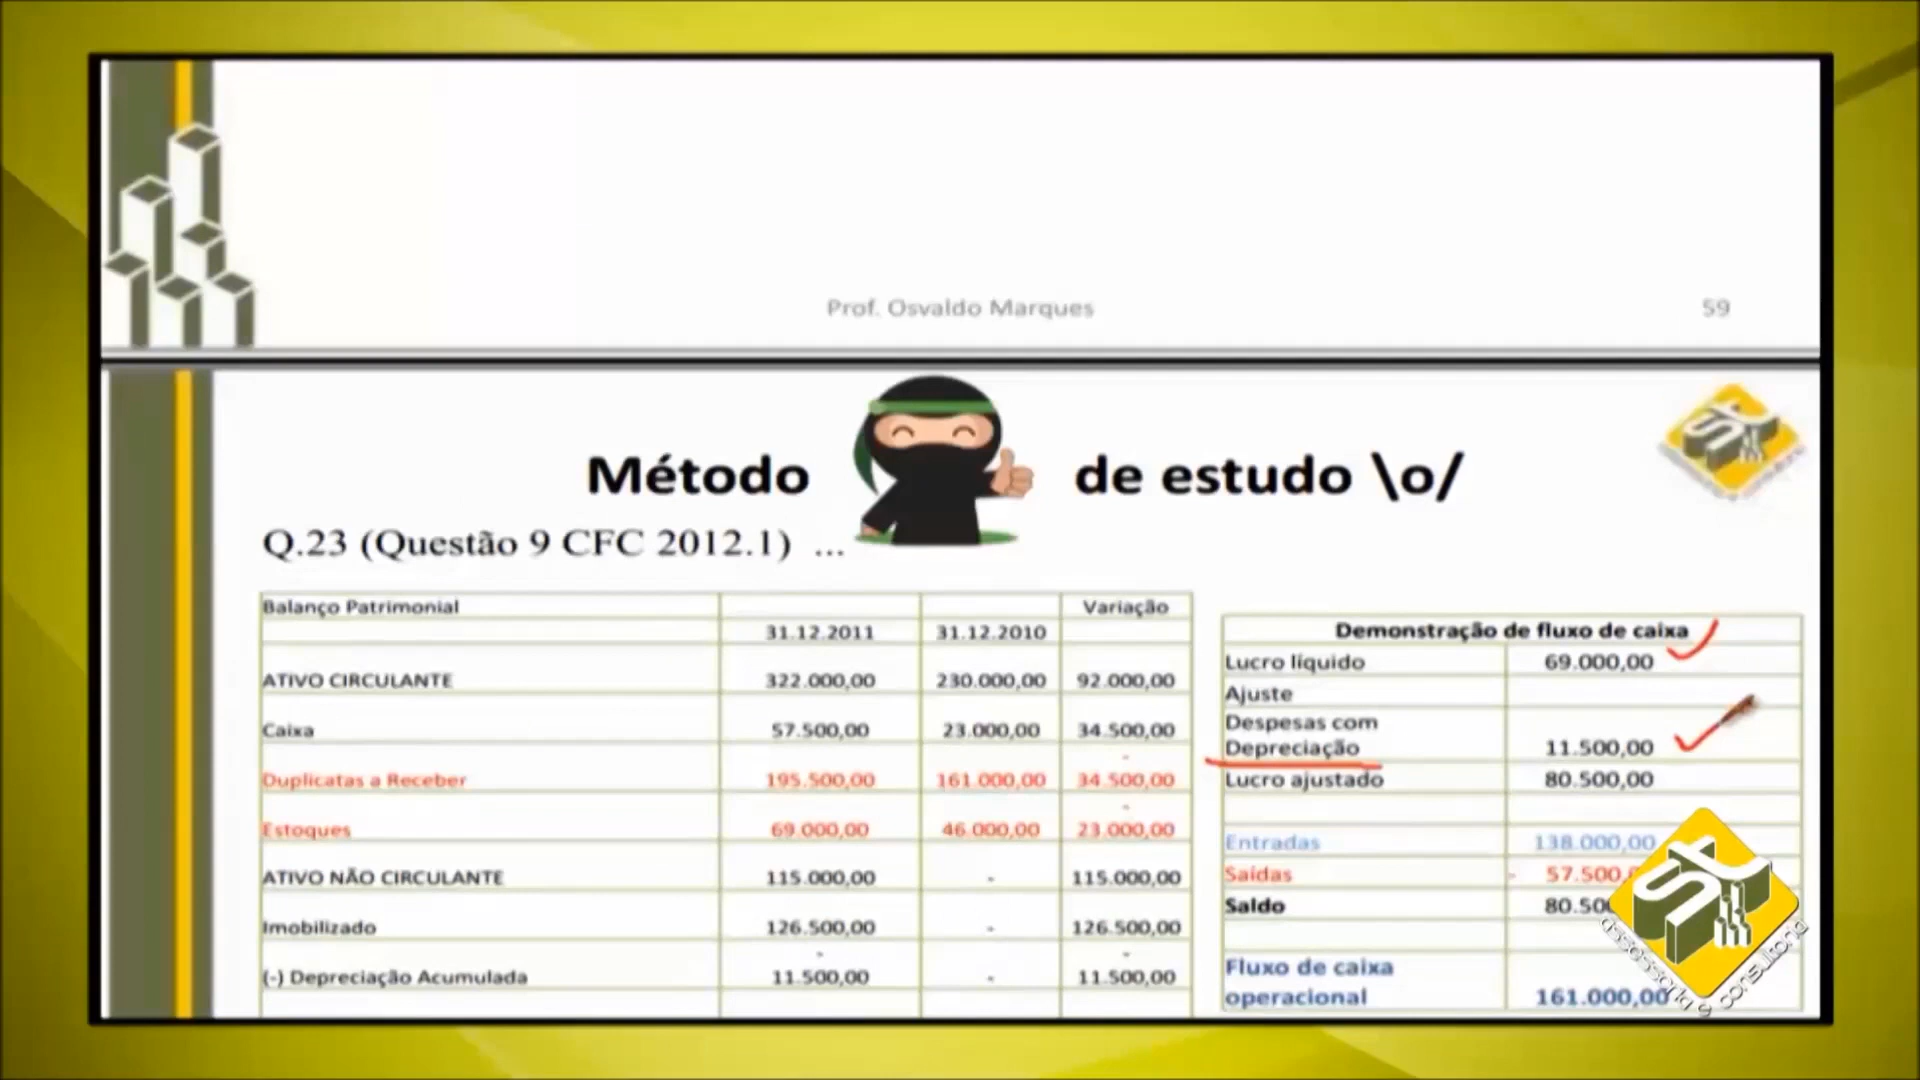 Prof. Osvaldo Marques
59
Método de estudo \o/
Q.23 (Questão 9 CFC 2012.1) ...
Balanço Patrimonial Variação
31.12.2011 31.12.2010
ATIVO CIRCULANTE 322.000,00 230.000,00 92.000,00
Caixa 57.500,00 23.000,00 34.500,00
Duplicatas a Receber 195.500,00 161.000,00 - 34.500,00
Estoques 69.000,00 46.000,00 - 23.000,00
ATIVO NÃO CIRCULANTE 115.000,00 - 115.000,00
Imobilizado 126.500,00 - 126.500,00
(-) Depreciação Acumulada - 11.500,00 - - 11.500,00
Demonstração de fluxo de caixa
Lucro líquido 69.000,00
Ajuste
Despesas com
Depreciação 11.500,00
Lucro ajustado 80.500,00
Entradas 138.000,00
Saídas - 57.500,
Saldo 80.50
Fluxo de caixa
operacional 161.000,00
assessoria e consultoria